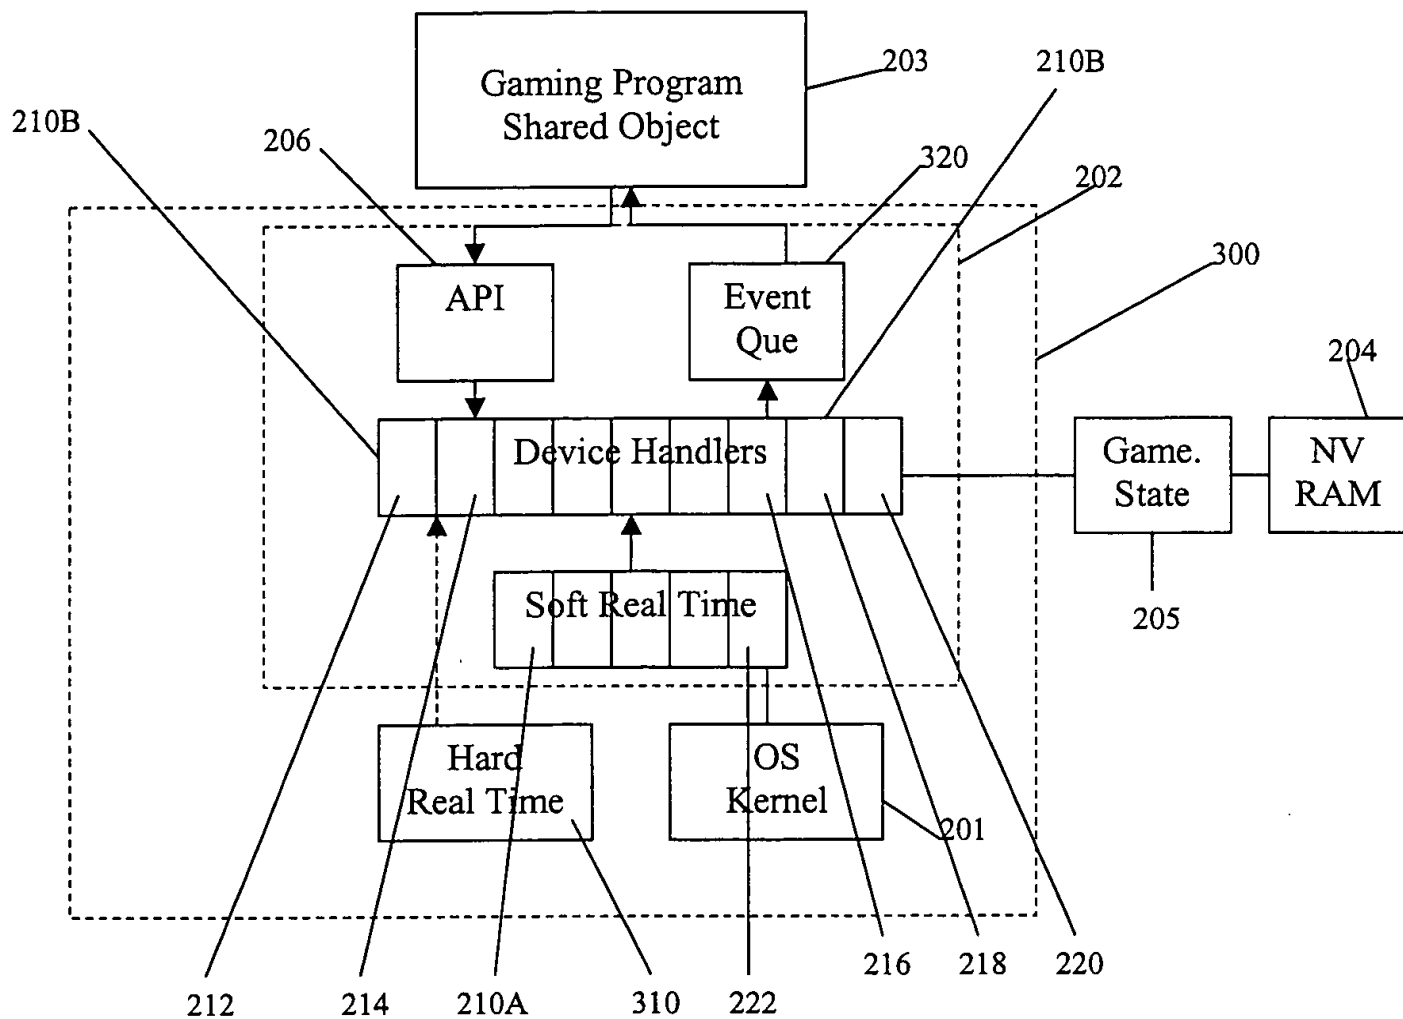 203
210B
Gaming Program
Shared Object
210B
206
320
202
300
API
Event
Que
204
Device Handlers
Game.
State
NV
RAM
Soft Real Time
205
Hard
Real Time
OS
Kernel
201
216
218
220
212
214
210A
310
222